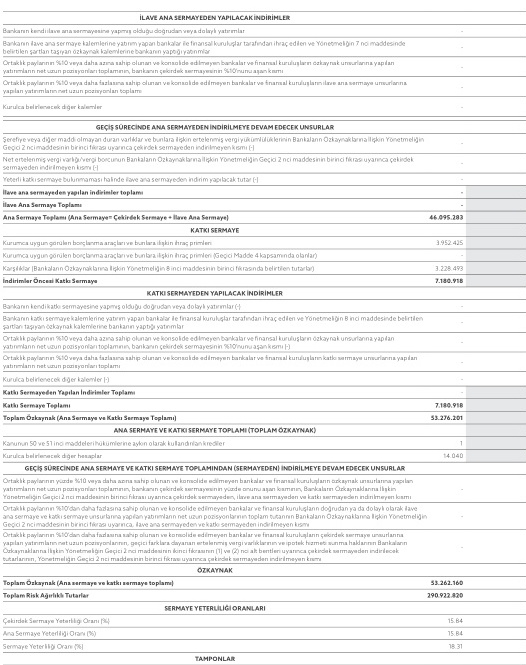 İLAVE ANA SERMAYEDEN YAPILACAK İNDİRİMLER
Bankanın kendi ilave ana sermayesine yapmış olduğu doğrudan veya dolaylı yatırımlar -
Bankanın ilave ana sermaye kalemlerine yatırım yapan bankalar ile finansal kuruluşlar tarafından ihraç edilen ve Yönetmeliğin 7 nci maddesinde
belirtilen şartları taşıyan özkaynak kalemlerine bankanın yaptığı yatırımlar -
Ortaklık paylarının %10 veya daha azına sahip olunan ve konsolide edilmeyen bankalar ve finansal kuruluşların özkaynak unsurlarına yapılan
yatırımların net uzun pozisyonları toplamının, bankanın çekirdek sermayesinin %10'nunu aşan kısmı -
Ortaklık paylarının %10 veya daha fazlasına sahip olunan ve konsolide edilmeyen bankalar ve finansal kuruluşların ilave ana sermaye unsurlarına
yapılan yatırımların net uzun pozisyonları toplamı -
Kurulca belirlenecek diğer kalemler -
GEÇİŞ SÜRECİNDE ANA SERMAYEDEN İNDİRİLMEYE DEVAM EDECEK UNSURLAR
Şerefiye veya diğer maddi olmayan duran varlıklar ve bunlara ilişkin ertelenmiş vergi yükümlülüklerinin Bankaların Özkaynaklarına İlişkin Yönetmeliğin
Geçici 2 nci maddesinin birinci fıkrası uyarınca çekirdek sermayeden indirilmeyen kısmı (-) -
Net ertelenmiş vergi varlığı/vergi borcunun Bankaların Özkaynaklarına İlişkin Yönetmeliğin Geçici 2 nci maddesinin birinci fıkrası uyarınca çekirdek
sermayeden indirilmeyen kısmı (-) -
Yeterli katkı sermaye bulunmaması halinde ilave ana sermayeden indirim yapılacak tutar (-) -
İlave ana sermayeden yapılan indirimler toplamı -
İlave Ana Sermaye Toplamı -
Ana Sermaye Toplamı (Ana Sermaye= Çekirdek Sermaye + İlave Ana Sermaye) 46.095.283
KATKI SERMAYE
Kurumca uygun görülen borçlanma araçları ve bunlara ilişkin ihraç primleri 3.952.425
Kurumca uygun görülen borçlanma araçları ve bunlara ilişkin ihraç primleri (Geçici Madde 4 kapsamında olanlar) -
Karşılıklar (Bankaların Özkaynaklarına İlişkin Yönetmeliğin 8 inci maddesinin birinci fıkrasında belirtilen tutarlar) 3.228.493
İndirimler Öncesi Katkı Sermaye 7.180.918
KATKI SERMAYEDEN YAPILACAK İNDİRİMLER
Bankanın kendi katkı sermayesine yapmış olduğu doğrudan veya dolaylı yatırımlar (-) -
Bankanın katkı sermaye kalemlerine yatırım yapan bankalar ile finansal kuruluşlar tarafından ihraç edilen ve Yönetmeliğin 8 inci maddesinde belirtilen
şartları taşıyan özkaynak kalemlerine bankanın yaptığı yatırımlar -
Ortaklık paylarının %10 veya daha azına sahip olunan ve konsolide edilmeyen bankalar ve finansal kuruluşların özkaynak unsurlarına yapılan
yatırımların net uzun pozisyonları toplamının, bankanın çekirdek sermayesinin %10'nunu aşan kısmı (-) -
Ortaklık paylarının %10 veya daha fazlasına sahip olunan ve konsolide edilmeyen bankalar ve finansal kuruluşların katkı sermaye unsurlarına yapılan
yatırımların net uzun pozisyonları toplamı -
Kurulca belirlenecek diğer kalemler (-) -
Katkı Sermayeden Yapılan İndirimler Toplamı -
Katkı Sermaye Toplamı 7.180.918
Toplam Özkaynak (Ana Sermaye ve Katkı Sermaye Toplamı) 53.276.201
ANA SERMAYE VE KATKI SERMAYE TOPLAMI (TOPLAM ÖZKAYNAK)
Kanunun 50 ve 51 inci maddeleri hükümlerine aykırı olarak kullandırılan krediler 1
Kurulca belirlenecek diğer hesaplar 14.040
GEÇİŞ SÜRECİNDE ANA SERMAYE VE KATKI SERMAYE TOPLAMINDAN (SERMAYEDEN) İNDİRİLMEYE DEVAM EDECEK UNSURLAR
Ortaklık paylarının yüzde %10 veya daha azına sahip olunan ve konsolide edilmeyen bankalar ve finansal kuruluşların özkaynak unsurlarına yapılan
yatırımların net uzun pozisyonları toplamının, bankanın çekirdek sermayesinin yüzde onunu aşan kısmının, Bankaların Özkaynaklarına İlişkin
Yönetmeliğin Geçici 2 nci maddesinin birinci fıkrası uyarınca çekirdek sermayeden, ilave ana sermayeden ve katkı sermayeden indirilmeyen kısmı -
Ortaklık paylarının %10'dan daha fazlasına sahip olunan ve konsolide edilmeyen bankalar ve finansal kuruluşların doğrudan ya da dolaylı olarak ilave
ana sermaye ve katkı sermaye unsurlarına yapılan yatırımların net uzun pozisyonlarının toplam tutarının Bankaların Özkaynaklarına İlişkin Yönetmeliğin
Geçici 2 nci maddesinin birinci fıkrası uyarınca, ilave ana sermayeden ve katkı sermayeden indirilmeyen kısmı -
Ortaklık paylarının %10'dan daha fazlasına sahip olunan ve konsolide edilmeyen bankalar ve finansal kuruluşların çekirdek sermaye unsurlarına
yapılan yatırımların net uzun pozisyonlarının, geçici farklara dayanan ertelenmiş vergi varlıklarının ve ipotek hizmeti sunma haklarının Bankaların
Özkaynaklarına İlişkin Yönetmeliğin Geçici 2 nci maddesinin ikinci fıkrasının (1) ve (2) nci alt bentleri uyarınca çekirdek sermayeden indirilecek
tutarlarının, Yönetmeliğin Geçici 2 nci maddesinin birinci fıkrası uyarınca çekirdek sermayeden indirilmeyen kısmı -
ÖZKAYNAK
Toplam Özkaynak (Ana sermaye ve katkı sermaye toplamı) 53.262.160
Toplam Risk Ağırlıklı Tutarlar 290.922.820
SERMAYE YETERLİLİĞİ ORANLARI
Çekirdek Sermaye Yeterliliği Oranı (%) 15.84
Ana Sermaye Yeterliliği Oranı (%) 15.84
Sermaye Yeterliliği Oranı (%) 18.31
TAMPONLAR